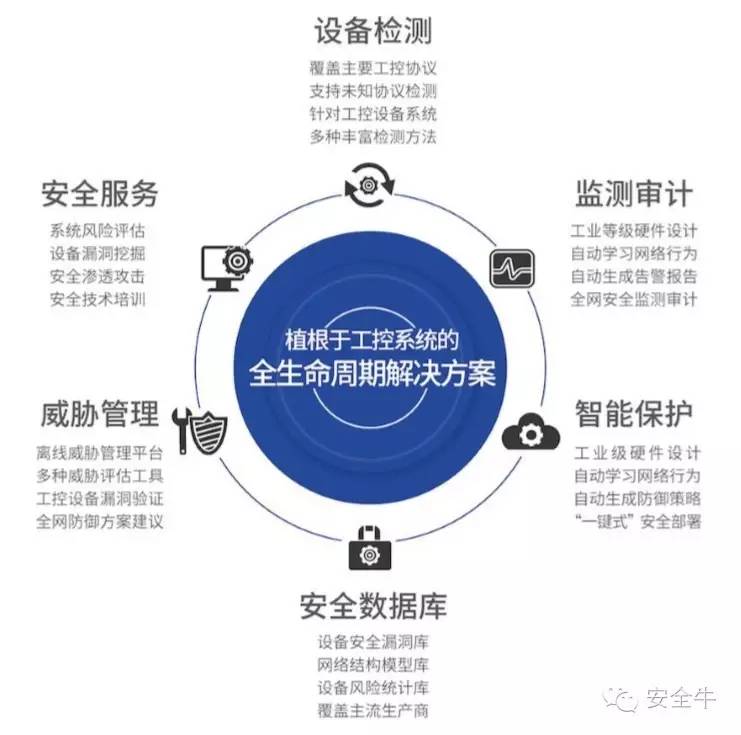 设备检测
覆盖主要工控协议
支持未知协议检测
针对工控设备系统
多种丰富检测方法
安全服务
系统风险评估
设备漏洞挖掘
安全渗透攻击
安全技术培训
监测审计
工业等级硬件设计
自动学习网络行为
自动生成告警报告
全网安全监测审计
植根于工控系统的
全生命周期解决方案
威胁管理
离线威胁管理平台
多种威胁评估工具
工控设备漏洞验证
全网防御方案建议
智能保护
工业级硬件设计
自动学习网络行为
自动生成防御策略
“一键式”安全部署
安全数据库
设备安全漏洞库
网络结构模型库
设备风险统计库
覆盖主流生产商
安全牛